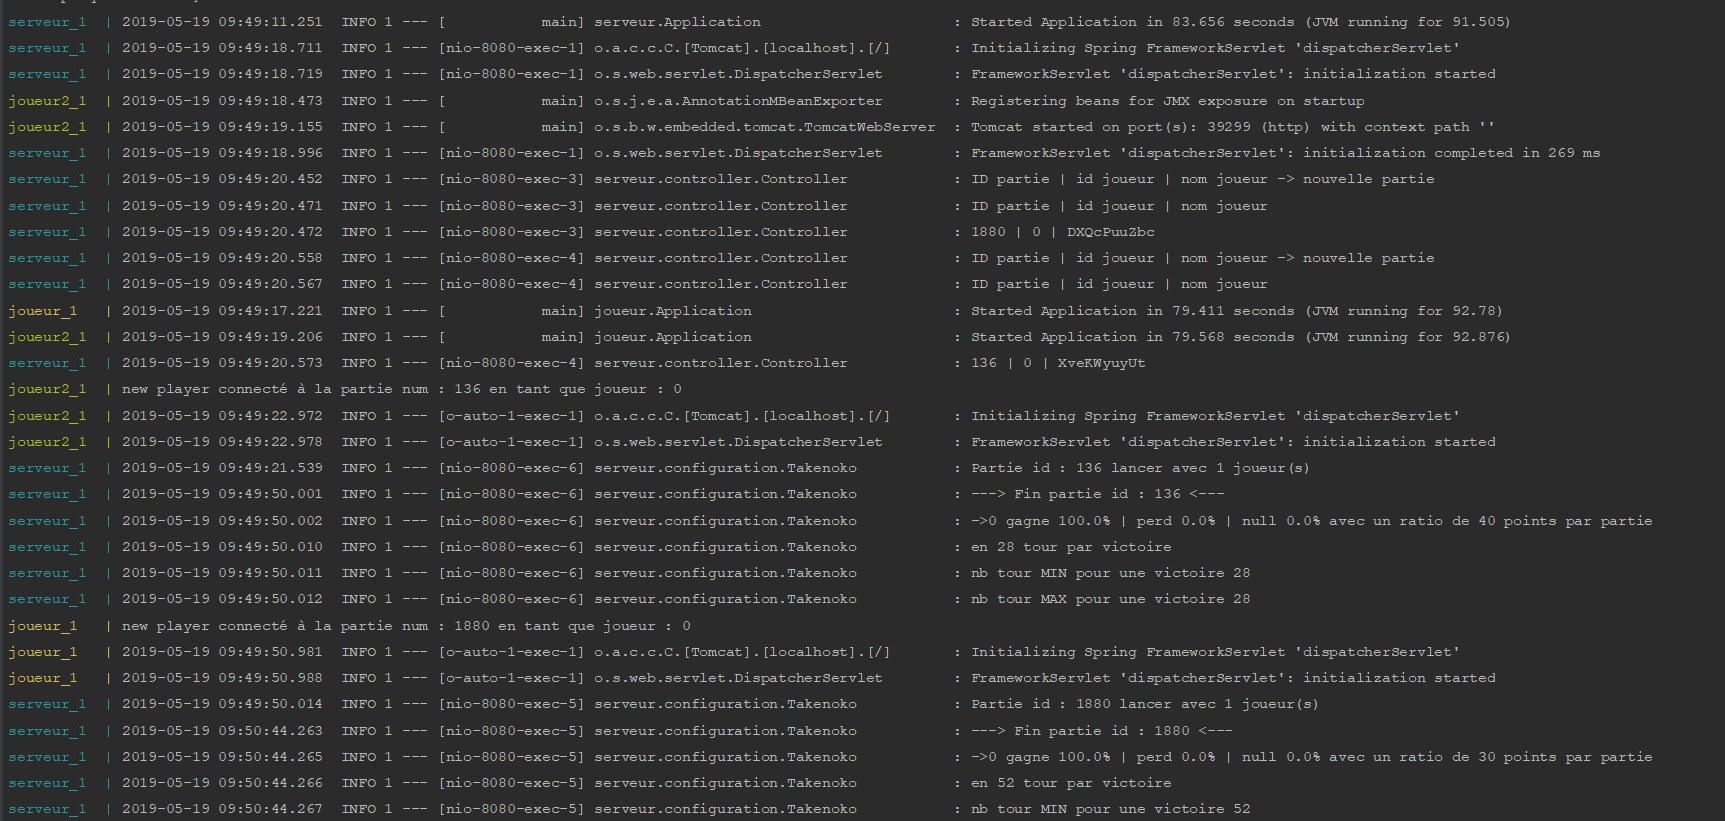 serveur_1  | 2019-05-19 09:49:11.251  INFO 1 --- [           main] serveur.Application                      : Started Application in 83.656 seconds (JVM running for 91.505)
serveur_1  | 2019-05-19 09:49:18.711  INFO 1 --- [nio-8080-exec-1] o.a.c.c.C.[Tomcat].[localhost].[/]       : Initializing Spring FrameworkServlet 'dispatcherServlet'
serveur_1  | 2019-05-19 09:49:18.719  INFO 1 --- [nio-8080-exec-1] o.s.web.servlet.DispatcherServlet        : FrameworkServlet 'dispatcherServlet': initialization started
joueur2_1  | 2019-05-19 09:49:18.473  INFO 1 --- [           main] o.s.j.e.a.AnnotationMBeanExporter        : Registering beans for JMX exposure on startup
joueur2_1  | 2019-05-19 09:49:19.155  INFO 1 --- [           main] o.s.b.w.embedded.tomcat.TomcatWebServer  : Tomcat started on port(s): 39299 (http) with context path ''
serveur_1  | 2019-05-19 09:49:18.996  INFO 1 --- [nio-8080-exec-1] o.s.web.servlet.DispatcherServlet        : FrameworkServlet 'dispatcherServlet': initialization completed in 269 ms
serveur_1  | 2019-05-19 09:49:20.452  INFO 1 --- [nio-8080-exec-3] serveur.controller.Controller            : ID partie | id joueur | nom joueur -> nouvelle partie
serveur_1  | 2019-05-19 09:49:20.471  INFO 1 --- [nio-8080-exec-3] serveur.controller.Controller            : ID partie | id joueur | nom joueur
serveur_1  | 2019-05-19 09:49:20.472  INFO 1 --- [nio-8080-exec-3] serveur.controller.Controller            : 1880 | 0 | DXQcPuuZbc
serveur_1  | 2019-05-19 09:49:20.558  INFO 1 --- [nio-8080-exec-4] serveur.controller.Controller            : ID partie | id joueur | nom joueur -> nouvelle partie
serveur_1  | 2019-05-19 09:49:20.567  INFO 1 --- [nio-8080-exec-4] serveur.controller.Controller            : ID partie | id joueur | nom joueur
joueur_1   | 2019-05-19 09:49:17.221  INFO 1 --- [           main] joueur.Application                       : Started Application in 79.411 seconds (JVM running for 92.78)
joueur2_1  | 2019-05-19 09:49:19.206  INFO 1 --- [           main] joueur.Application                       : Started Application in 79.568 seconds (JVM running for 92.876)
serveur_1  | 2019-05-19 09:49:20.573  INFO 1 --- [nio-8080-exec-4] serveur.controller.Controller            : 136 | 0 | XveKWyuyUt
joueur2_1  | new player connecté à la partie num : 136 en tant que joueur : 0
joueur2_1  | 2019-05-19 09:49:22.972  INFO 1 --- [o-auto-1-exec-1] o.a.c.c.C.[Tomcat].[localhost].[/]       : Initializing Spring FrameworkServlet 'dispatcherServlet'
joueur2_1  | 2019-05-19 09:49:22.978  INFO 1 --- [o-auto-1-exec-1] o.s.web.servlet.DispatcherServlet        : FrameworkServlet 'dispatcherServlet': initialization started
serveur_1  | 2019-05-19 09:49:21.539  INFO 1 --- [nio-8080-exec-6] serveur.configuration.Takenoko           : Partie id : 136 lancer avec 1 joueur(s)
serveur_1  | 2019-05-19 09:49:50.001  INFO 1 --- [nio-8080-exec-6] serveur.configuration.Takenoko           : ---> Fin partie id : 136 <---
serveur_1  | 2019-05-19 09:49:50.002  INFO 1 --- [nio-8080-exec-6] serveur.configuration.Takenoko           : ->0 gagne 100.0% | perd 0.0% | null 0.0% avec un ratio de 40 points par partie
serveur_1  | 2019-05-19 09:49:50.010  INFO 1 --- [nio-8080-exec-6] serveur.configuration.Takenoko           : en 28 tour par victoire
serveur_1  | 2019-05-19 09:49:50.011  INFO 1 --- [nio-8080-exec-6] serveur.configuration.Takenoko           : nb tour MIN pour une victoire 28
serveur_1  | 2019-05-19 09:49:50.012  INFO 1 --- [nio-8080-exec-6] serveur.configuration.Takenoko           : nb tour MAX pour une victoire 28
joueur_1   | new player connecté à la partie num : 1880 en tant que joueur : 0
joueur_1   | 2019-05-19 09:49:50.981  INFO 1 --- [o-auto-1-exec-1] o.a.c.c.C.[Tomcat].[localhost].[/]       : Initializing Spring FrameworkServlet 'dispatcherServlet'
joueur_1   | 2019-05-19 09:49:50.988  INFO 1 --- [o-auto-1-exec-1] o.s.web.servlet.DispatcherServlet        : FrameworkServlet 'dispatcherServlet': initialization started
serveur_1  | 2019-05-19 09:49:50.014  INFO 1 --- [nio-8080-exec-5] serveur.configuration.Takenoko           : Partie id : 1880 lancer avec 1 joueur(s)
serveur_1  | 2019-05-19 09:50:44.263  INFO 1 --- [nio-8080-exec-5] serveur.configuration.Takenoko           : ---> Fin partie id : 1880 <---
serveur_1  | 2019-05-19 09:50:44.265  INFO 1 --- [nio-8080-exec-5] serveur.configuration.Takenoko           : ->0 gagne 100.0% | perd 0.0% | null 0.0% avec un ratio de 30 points par partie
serveur_1  | 2019-05-19 09:50:44.266  INFO 1 --- [nio-8080-exec-5] serveur.configuration.Takenoko           : en 52 tour par victoire
serveur_1  | 2019-05-19 09:50:44.267  INFO 1 --- [nio-8080-exec-5] serveur.configuration.Takenoko           : nb tour MIN pour une victoire 52